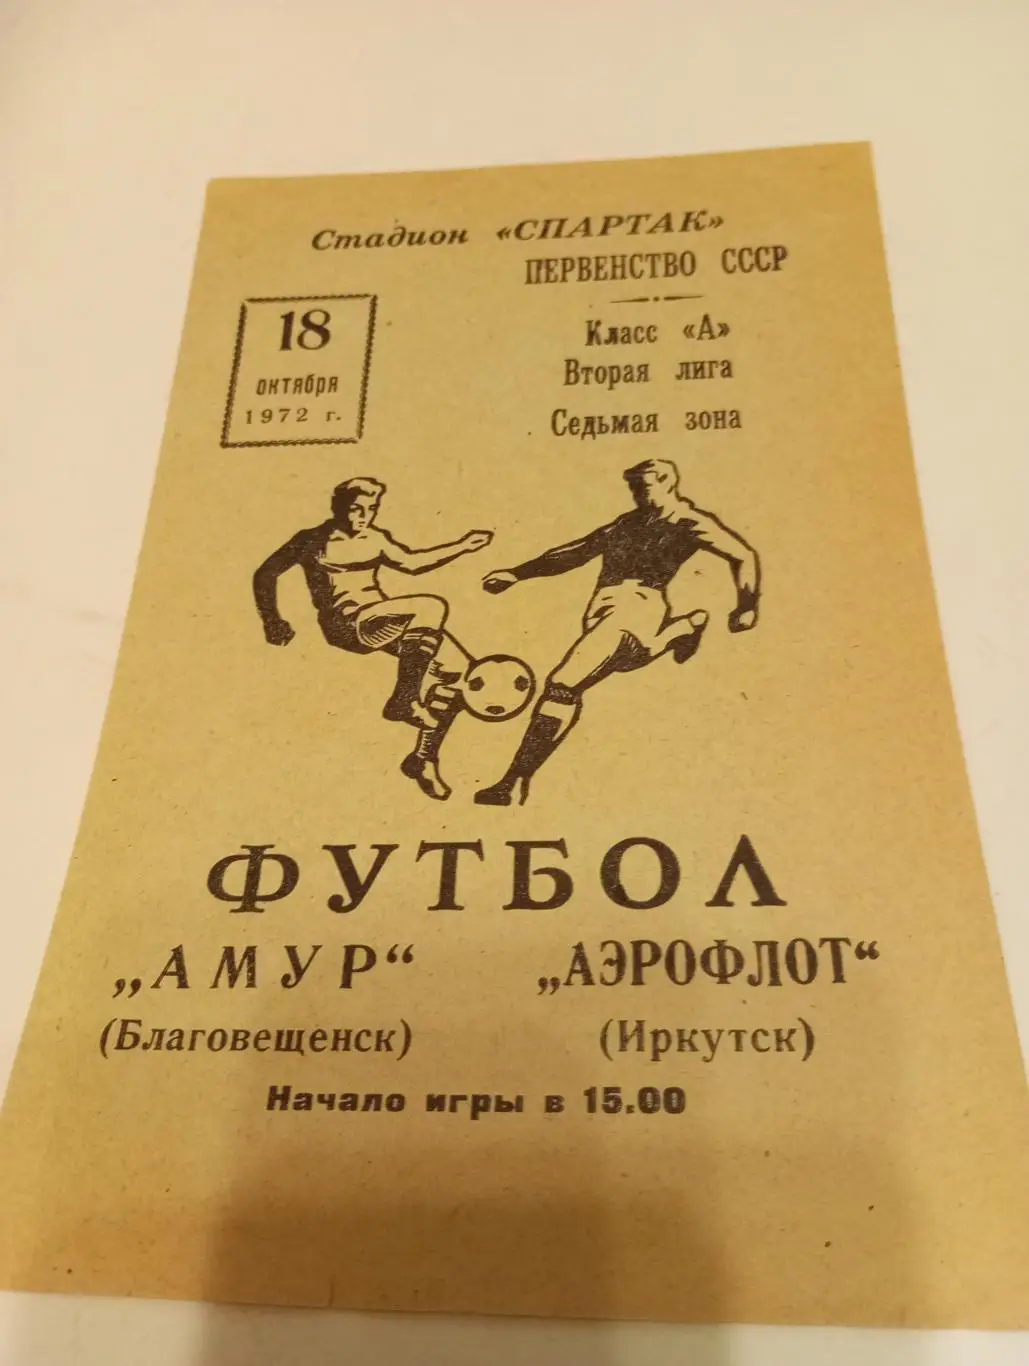 Стадион «СПАРТАК»
ПЕРВЕНСТВО СССР
18
октября
1972 г.
Класс «А»
Вторая лига
Седьмая зона
ФУТБОЛ
„АМУР“ „АЭРОФЛОТ“
(Благовещенск) (Иркутск)
Начало игры в 15.00